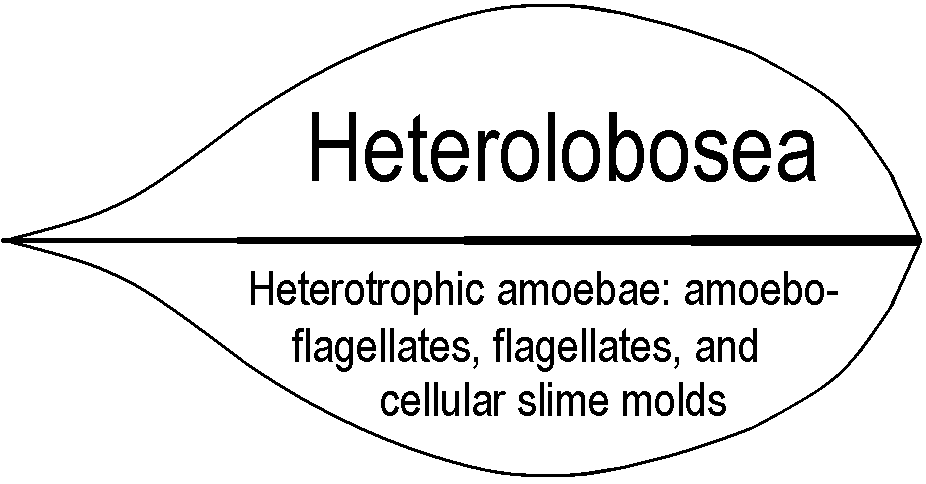 Heterolobosea
Heterotrophic amoebae: amoebo-
flagellates, flagellates, and
cellular slime molds